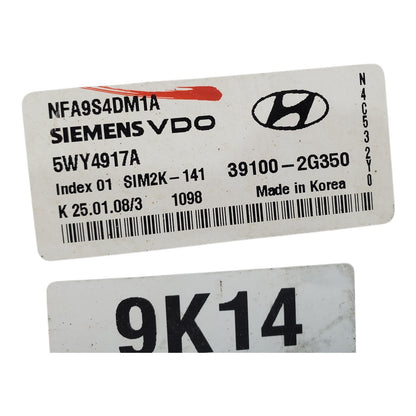 NFA9S4DM1A
SIEMENS VDO
5WY4917A
Index 01 SIM2K-141
K 25.01.08/3 1098
39100-2G350
Made in Korea
N4C532Y0
9K14